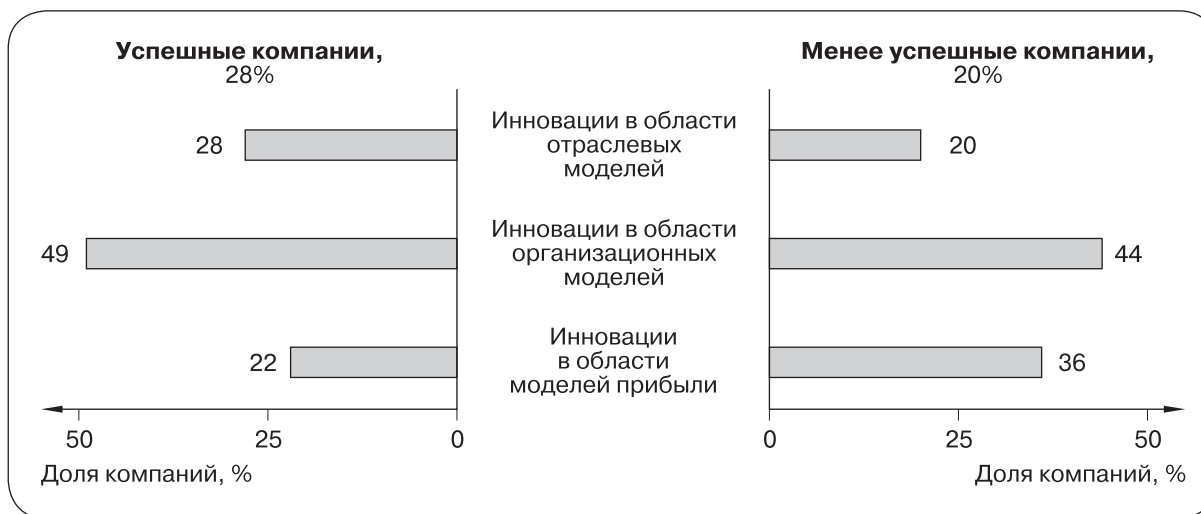 Успешные компании,
28%
Менее успешные компании,
20%
28
Инновации в области
отраслевых
моделей
20
49
Инновации в области
организационных
моделей
44
22
Инновации
в области
моделей прибыли
36
50 25 0
0 25 50
Доля компаний, %
Доля компаний, %